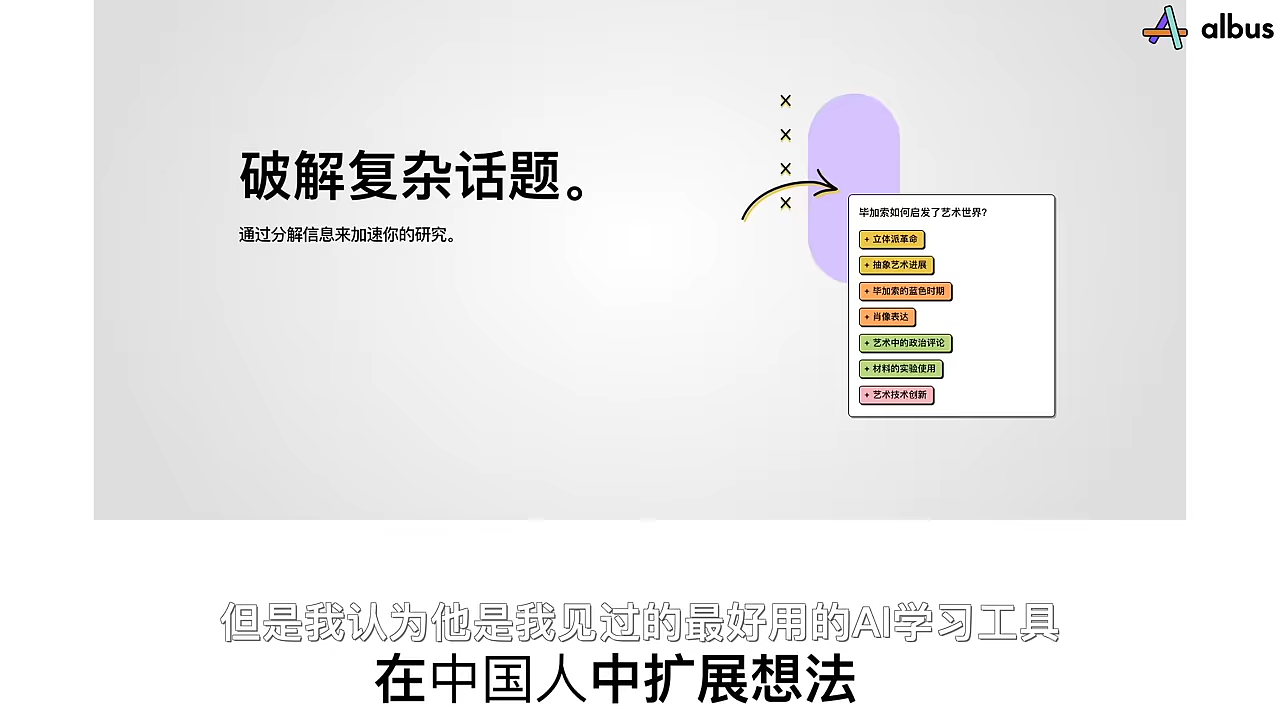 albus
破解复杂话题。
通过分解信息来加速你的研究。
毕加索如何启发了艺术世界?
+ 立体派革命
+ 抽象艺术进展
+ 毕加索的蓝色时期
+ 肖像表达
+ 艺术中的政治评论
+ 材料的实验使用
+ 艺术技术创新
但是我认为他是我见过的最好用的AI学习工具
在中国人中扩展想法